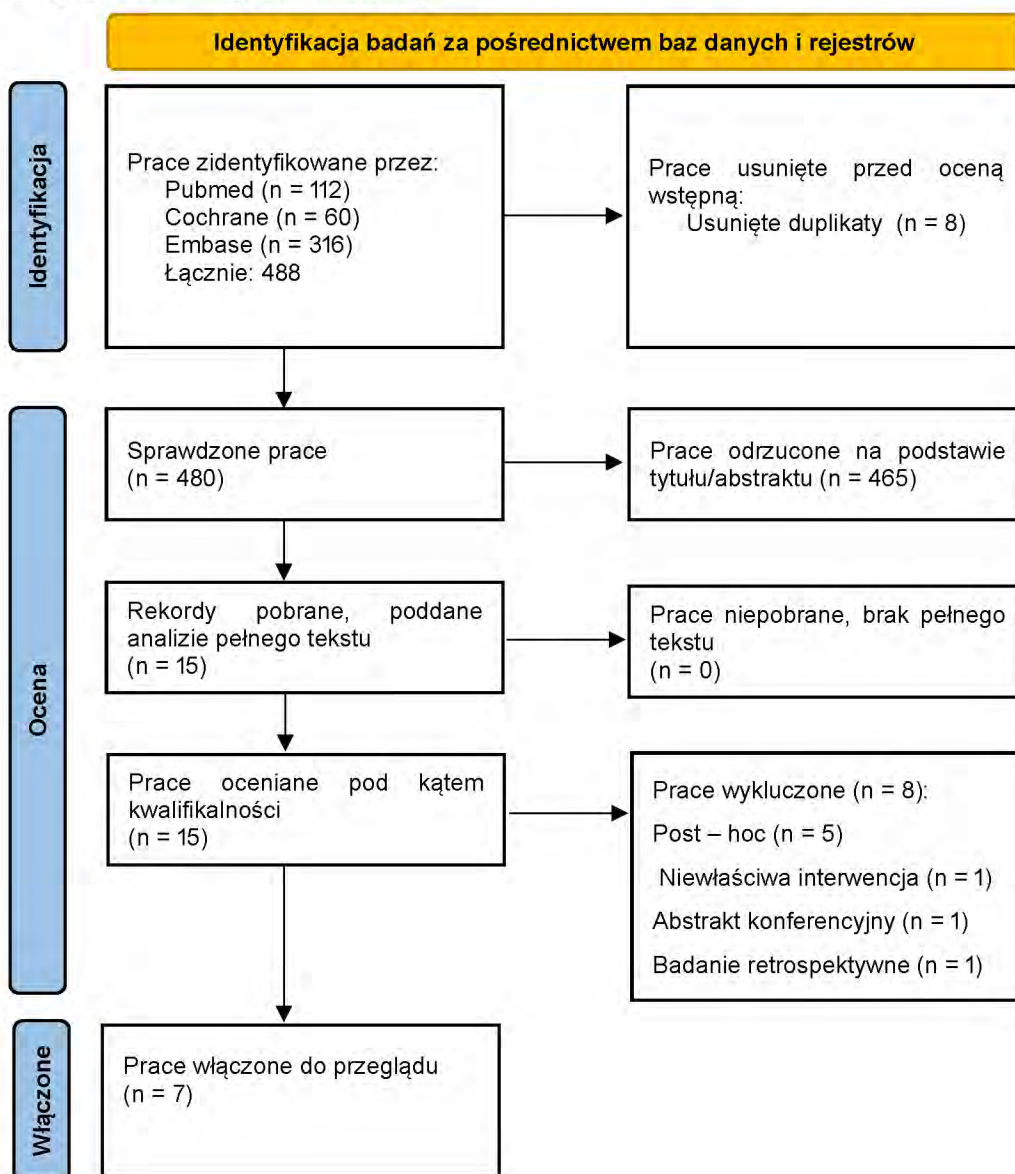 Identyfikacja badań za pośrednictwem baz danych i rejestrów
Identyfikacja
Prace zidentyfikowane przez:
Pubmed (n = 112)
Cochrane (n = 60)
Embase (n = 316)
Łącznie: 488
Prace usunięte przed oceną
wstępną:
Usunięte duplikaty (n = 8)
Ocena
Sprawdzone prace
(n = 480)
Prace odrzucone na podstawie
tytułu/abstraktu (n = 465)
Rekordy pobrane, poddane
analizie pełnego tekstu
(n = 15)
Prace niepobrane, brak pełnego
tekstu
(n = 0)
Prace oceniane pod kątem
kwalifikalności
(n = 15)
Prace wykluczone (n = 8):
Post – hoc (n = 5)
Niewłaściwa interwencja (n = 1)
Abstrakt konferencyjny (n = 1)
Badanie retrospektywne (n = 1)
Włączone
Prace włączone do przeglądu
(n = 7)